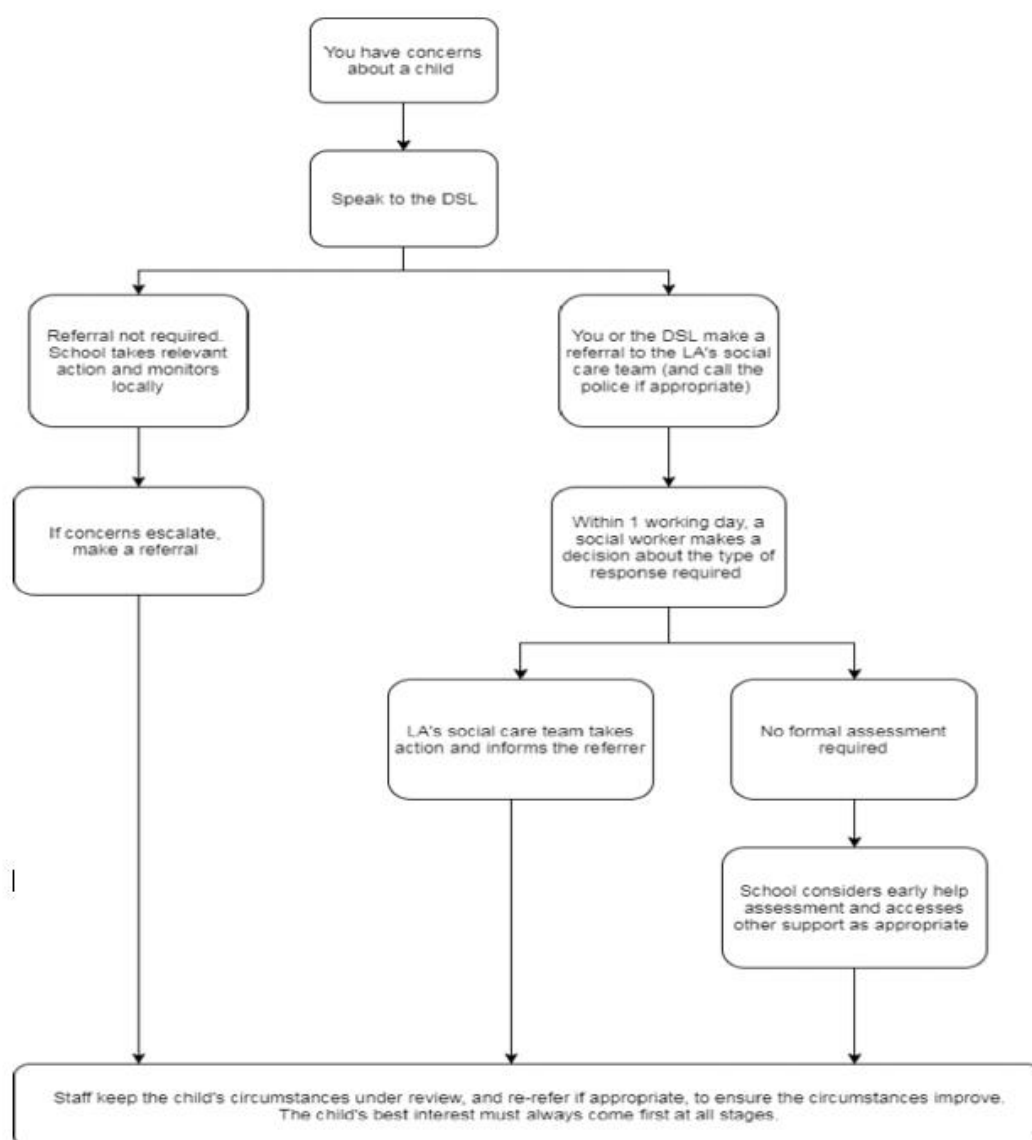 You have concerns
about a child
Speak to the DSL
Referral not required.
School takes relevant
action and monitors
locally
You or the DSL make a
referral to the LA's social
care team (and call the
police if appropriate)
If concerns escalate,
make a referral
Within 1 working day, a
social worker makes a
decision about the type of
response required
LA's social care team takes
action and informs the referrer
No formal assessment
required
School considers early help
assessment and accesses
other support as appropriate
Staff keep the child's circumstances under review, and re-refer if appropriate, to ensure the circumstances improve.
The child's best interest must always come first at all stages.